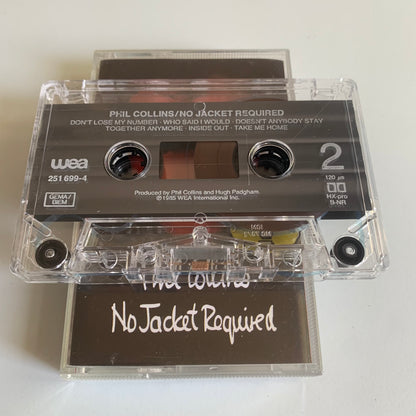 PHIL COLLINS/NO JACKET REQUIRED
DON'T LOSE MY NUMBER · WHO SAID I WOULD · DOESN'T ANYBODY STAY
TOGETHER ANYMORE · INSIDE OUT · TAKE ME HOME
wea
251 699-4
2
120 µs
HX-pro
B-NR
GEMA/
BIEM
Produced by Phil Collins and Hugh Padgham.
℗1985 WEA International Inc.
Phil Collins
No Jacket Required